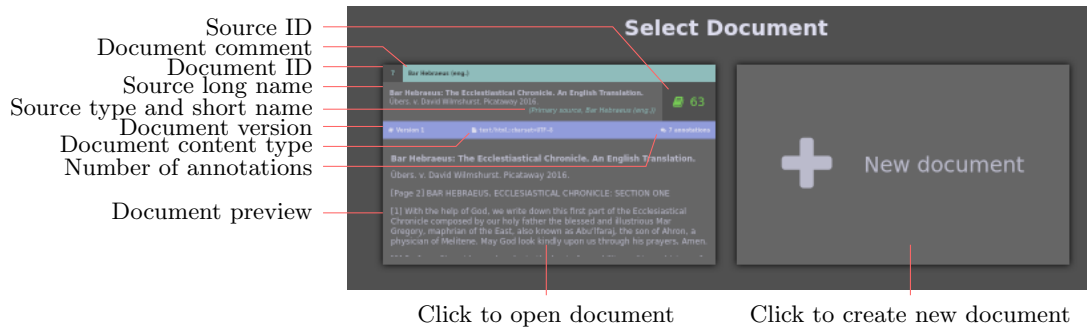 Source ID
Document comment
Document ID
Source long name
Source type and short name
Document version
Document content type
Number of annotations
Document preview
Select Document
7 Bar Hebraeus (eng.)
Bar Hebraeus: The Ecclestiastical Chronicle. An English Translation.
Übers. v. David Wilmshurst. Picataway 2016.
(Primary source, Bar Hebraeus (eng.))
63
Version 1 text/html;charset=UTF-8 7 annotations
Bar Hebraeus: The Ecclestiastical Chronicle. An English Translation.
Übers. v. David Wilmshurst. Picataway 2016.
[Page 2] BAR HEBRAEUS. ECCLESIASTICAL CHRONICLE: SECTION ONE
[1] With the help of God, we write down this first part of the Ecclesiastical
Chronicle composed by our holy father the blessed and illustrious Mar
Gregory, maphrian of the East, also known as Abu'lfaraj, the son of Ahron, a
physician of Melitene. May God look kindly upon us through his prayers. Amen.
New document
Click to open document
Click to create new document